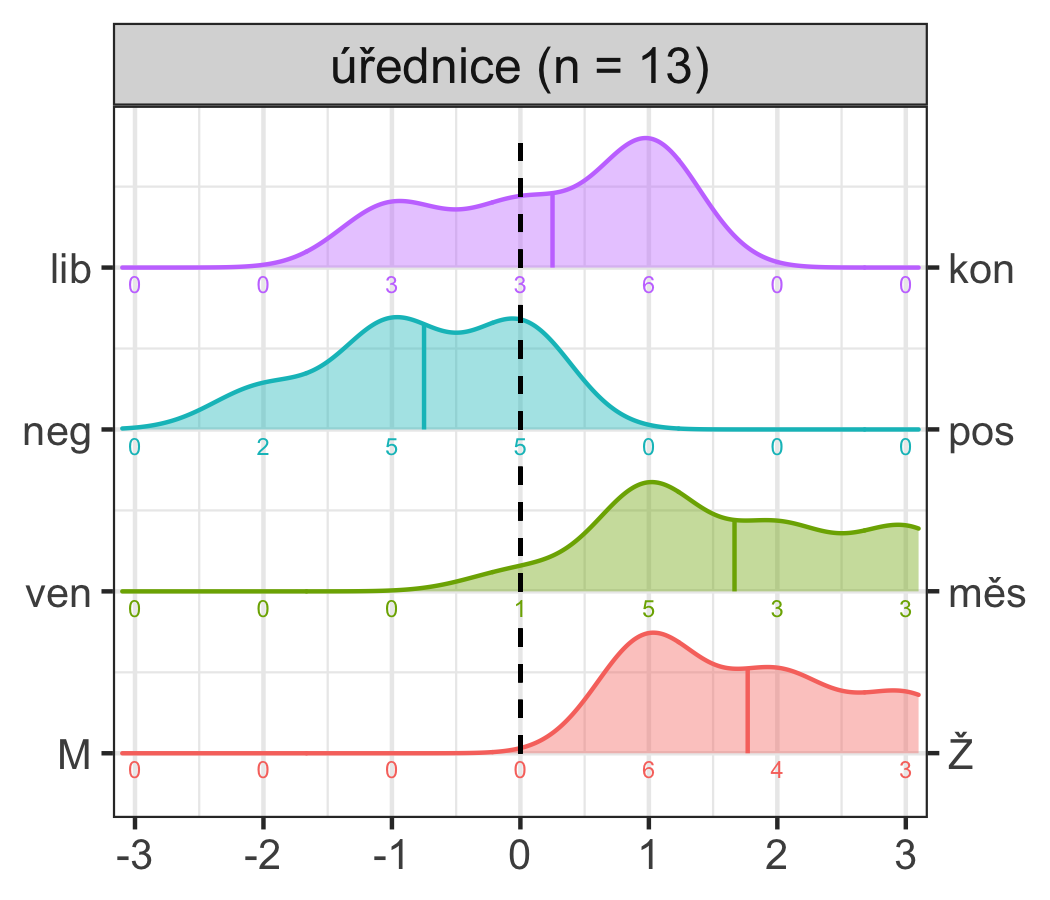 úřednice (n = 13)
lib kon
0 0 3 3 6 0 0
neg pos
0 2 5 5 0 0 0
ven měs
0 0 0 1 5 3 3
M Ž
0 0 0 0 6 4 3
-3 -2 -1 0 1 2 3